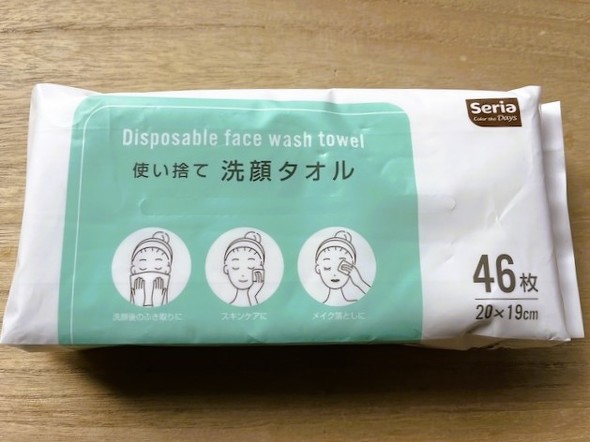 Seria
Color the Days
Disposable face wash towel
使い捨て 洗顔タオル
洗顔後のふき取りに
スキンケアに
メイク落としに
46枚
20×19cm